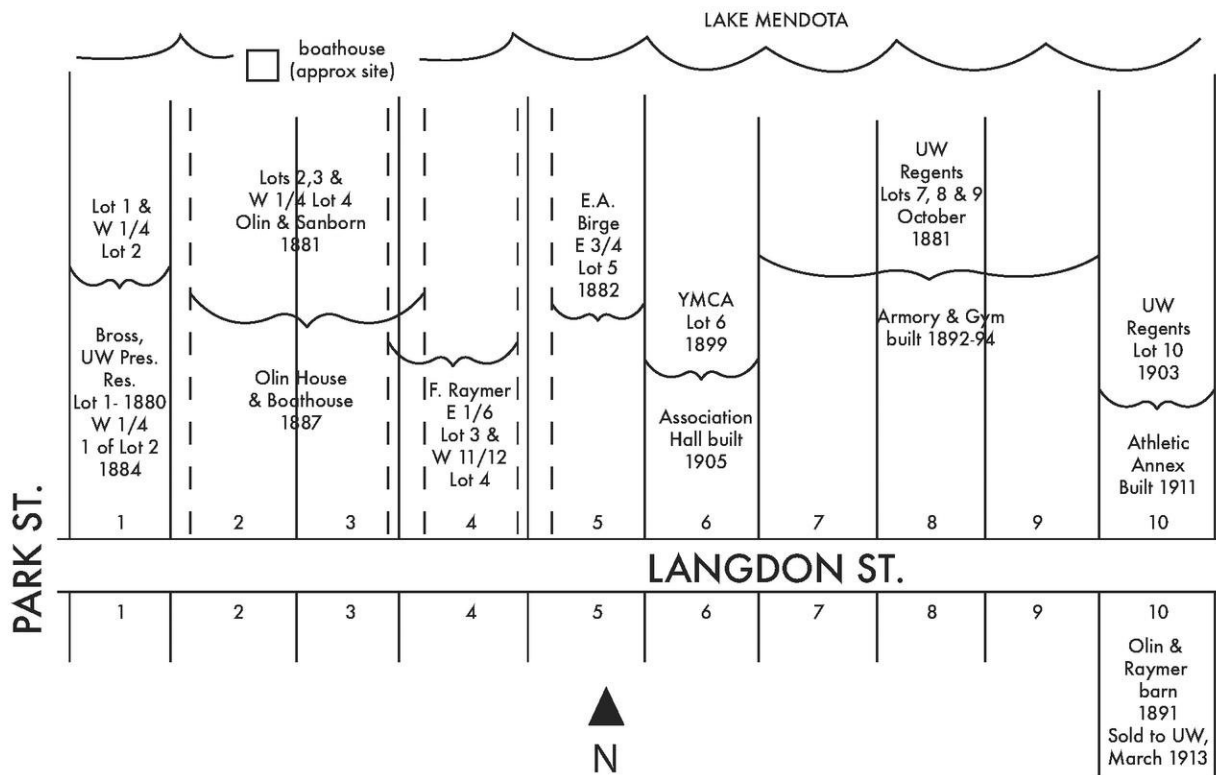 LAKE MENDOTA
boathouse
(approx site)
Lot 1 &
W 1/4
Lot 2
Lots 2,3 &
W 1/4 Lot 4
Olin & Sanborn
1881
E.A.
Birge
E 3/4
Lot 5
1882
UW
Regents
Lots 7, 8 & 9
October
1881
YMCA
Lot 6
1899
UW
Regents
Lot 10
1903
Bross,
UW Pres.
Res.
Lot 1- 1880
W 1/4
1 of Lot 2
1884
Olin House
& Boathouse
1887
F. Raymer
E 1/6
Lot 3 &
W 11/12
Lot 4
Association
Hall built
1905
Armory & Gym
built 1892-94
Athletic
Annex
Built 1911
1 2 3 4 5 6 7 8 9 10
PARK ST.
LANGDON ST.
1 2 3 4 5 6 7 8 9 10
Olin &
Raymer
barn
1891
Sold to UW,
March 1913
N